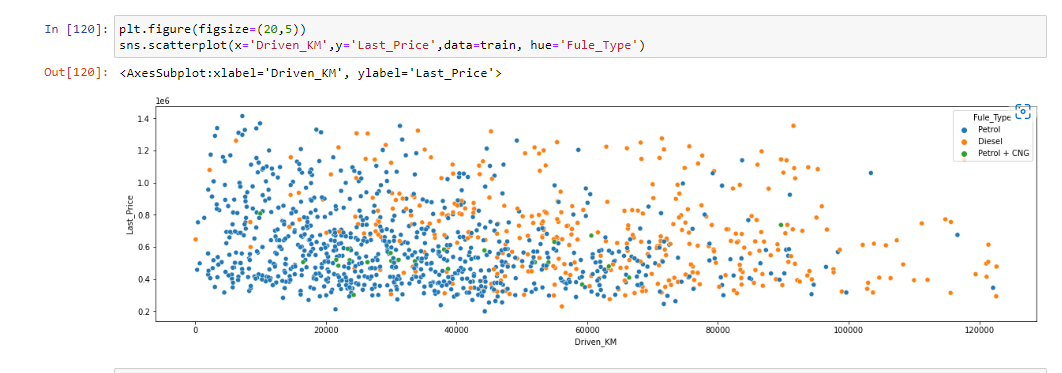 In [120]: plt.figure(figsize=(20,5))
sns.scatterplot(x='Driven_KM',y='Last_Price',data=train, hue='Fule_Type')
Out[120]: <AxesSubplot:xlabel='Driven_KM', ylabel='Last_Price'>
1e6
1.4
1.2
1.0
0.8
0.6
0.4
0.2
Last_Price
Fule_Type
Petrol
Diesel
Petrol + CNG
0 20000 40000 60000 80000 100000 120000
Driven_KM